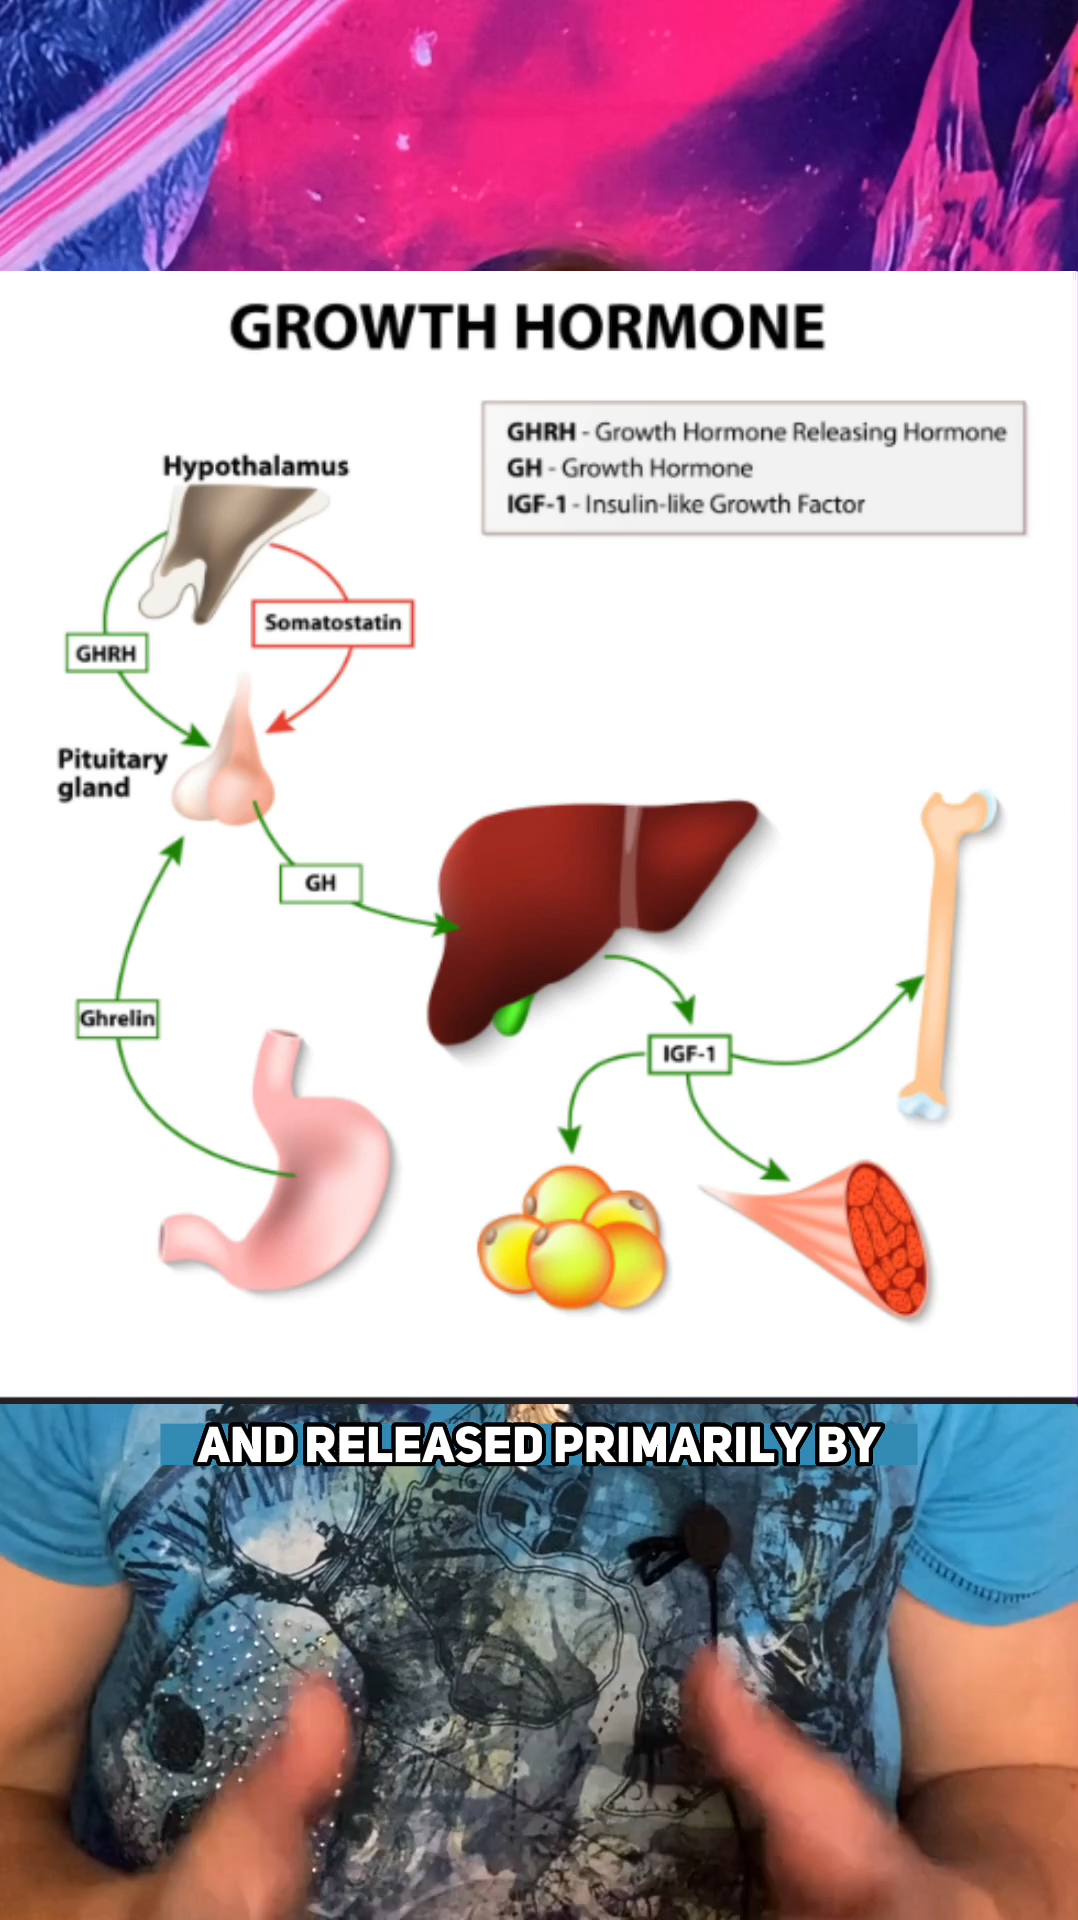 GROWTH HORMONE
GHRH - Growth Hormone Releasing Hormone
GH - Growth Hormone
IGF-1 - Insulin-like Growth Factor
Hypothalamus
Somatostatin
GHRH
Pituitary
gland
GH
Ghrelin
IGF-1
AND RELEASED PRIMARILY BY